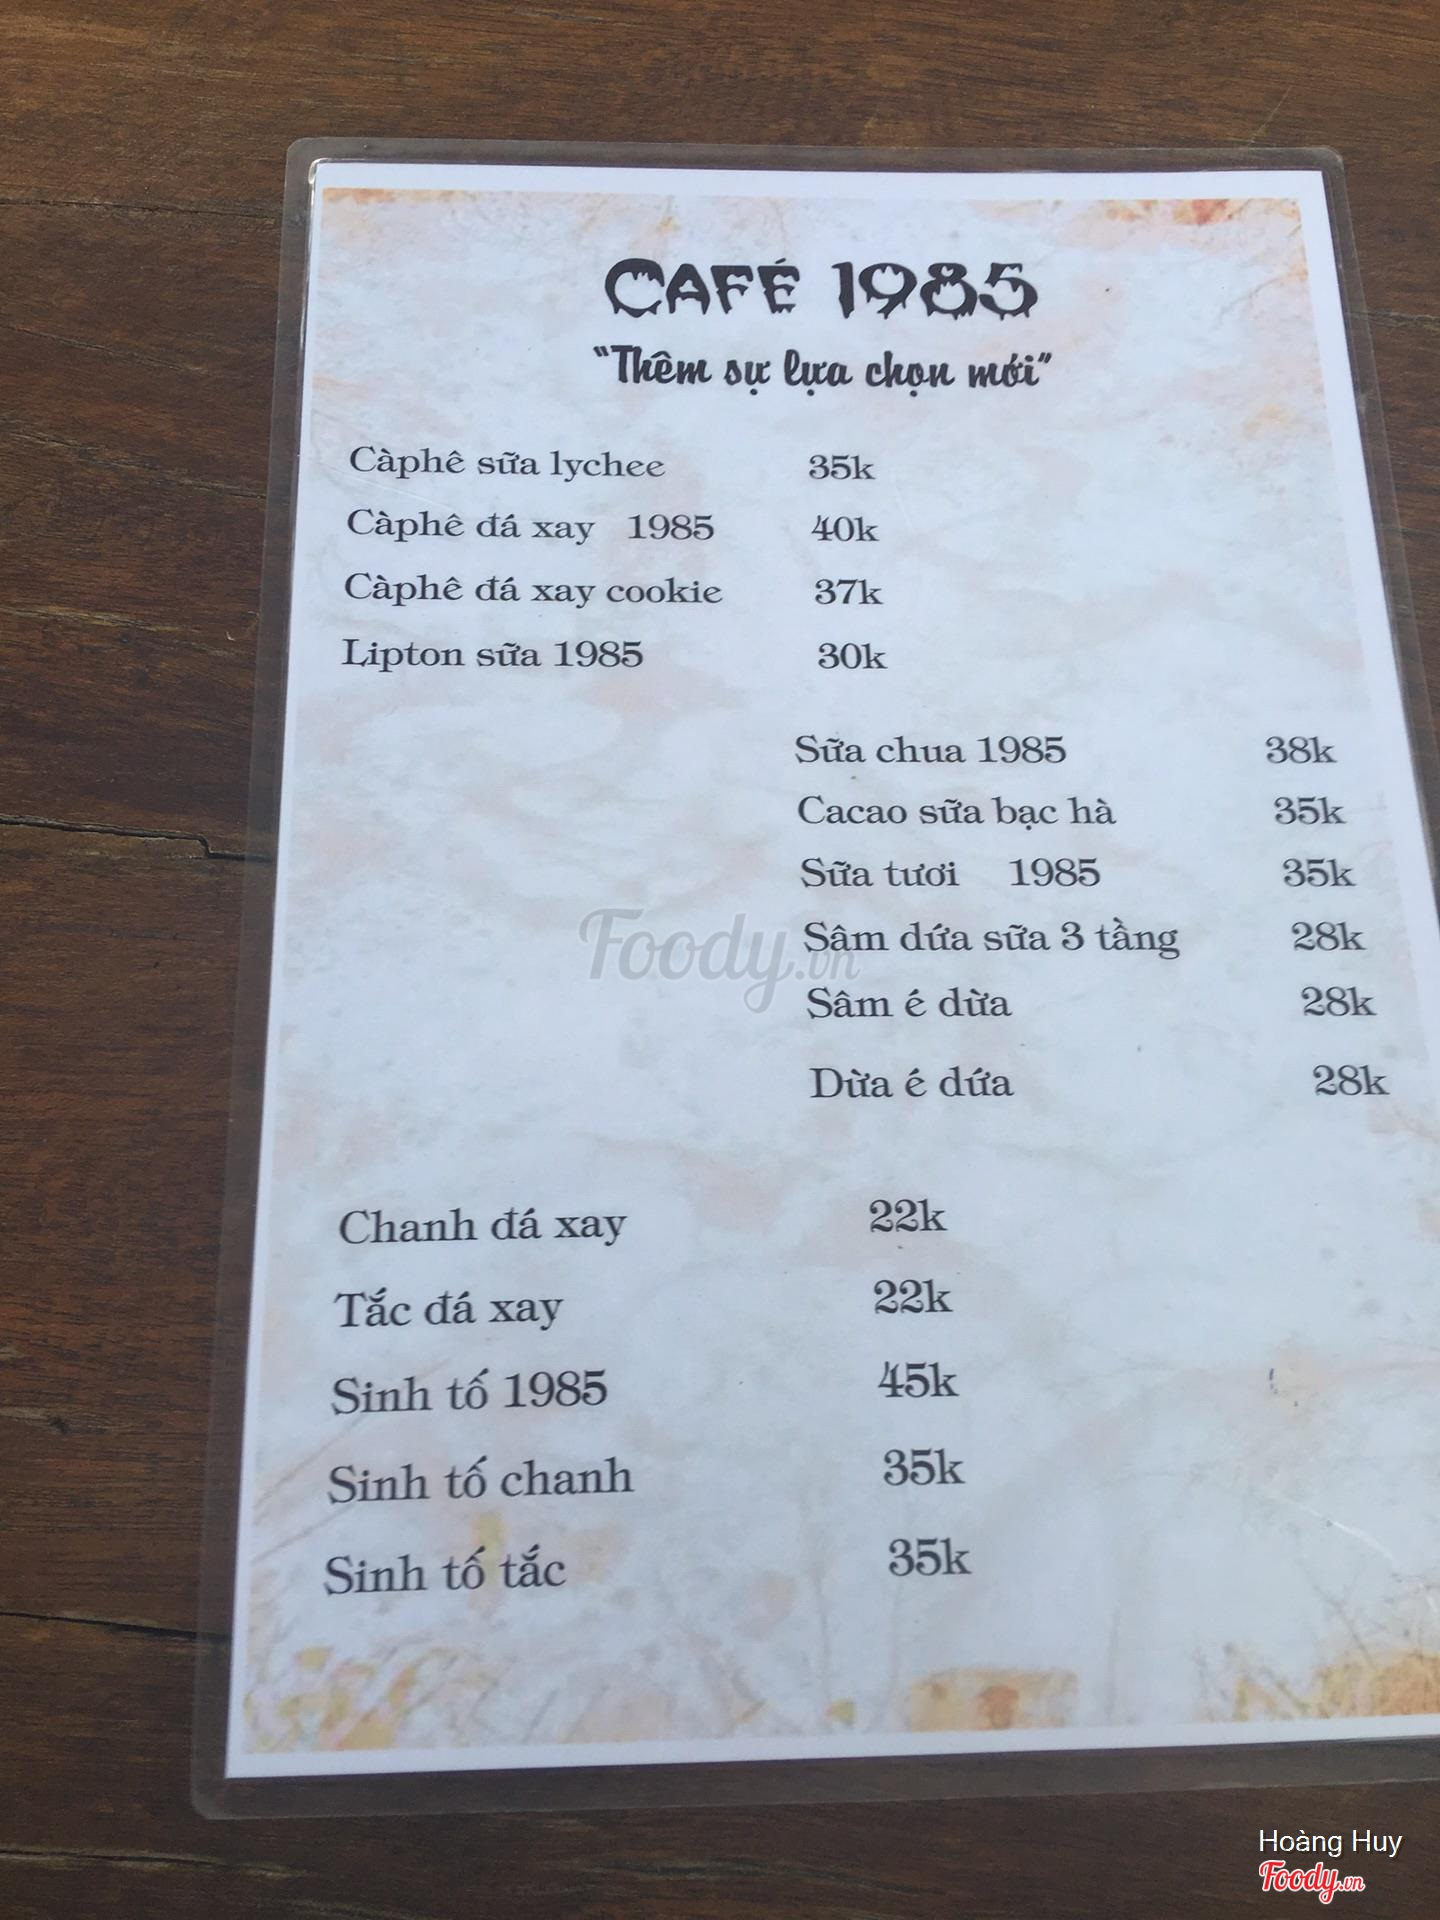 CAFÉ 1985
"Thêm sự lựa chọn mới"
Càphê sữa lychee 35k
Càphê đá xay 1985 40k
Càphê đá xay cookie 37k
Lipton sữa 1985 30k
Sữa chua 1985 38k
Cacao sữa bạc hà 35k
Sữa tươi 1985 35k
Foody.vn
Sâm dứa sữa 3 tầng 28k
Sâm é dừa 28k
Dừa é dứa 28k
Chanh đá xay 22k
Tắc đá xay 22k
Sinh tố 1985 45k
Sinh tố chanh 35k
Sinh tố tắc 35k
Hoàng Huy
Foody.vn